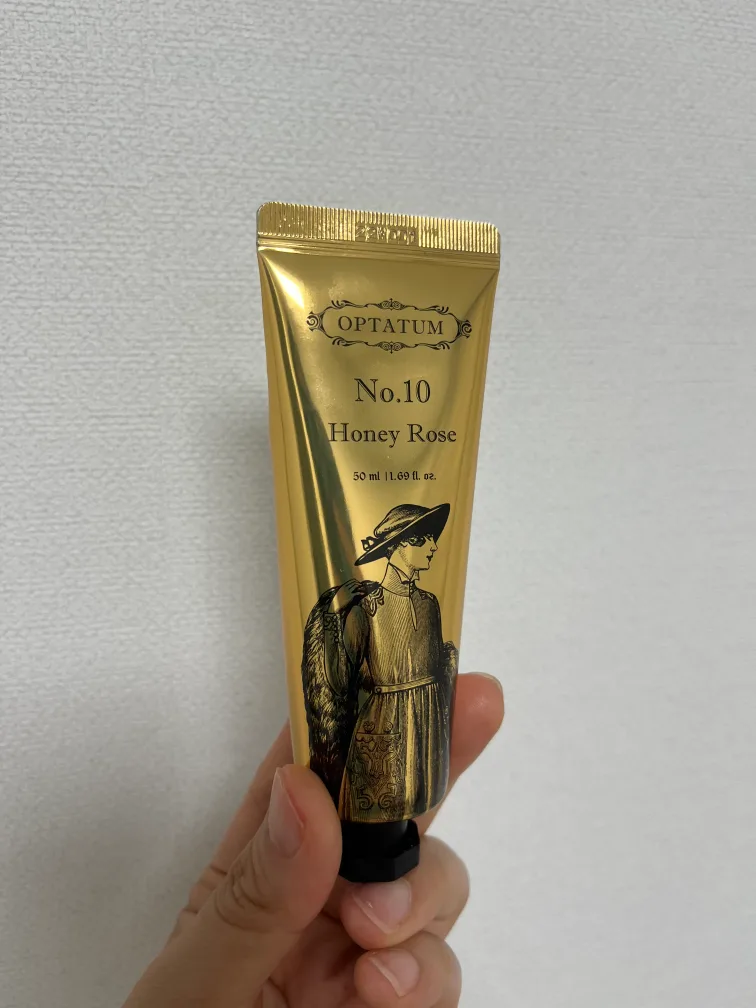 OPTATUM
No.10
Honey Rose
50 ml | 1.69 fl. oz.